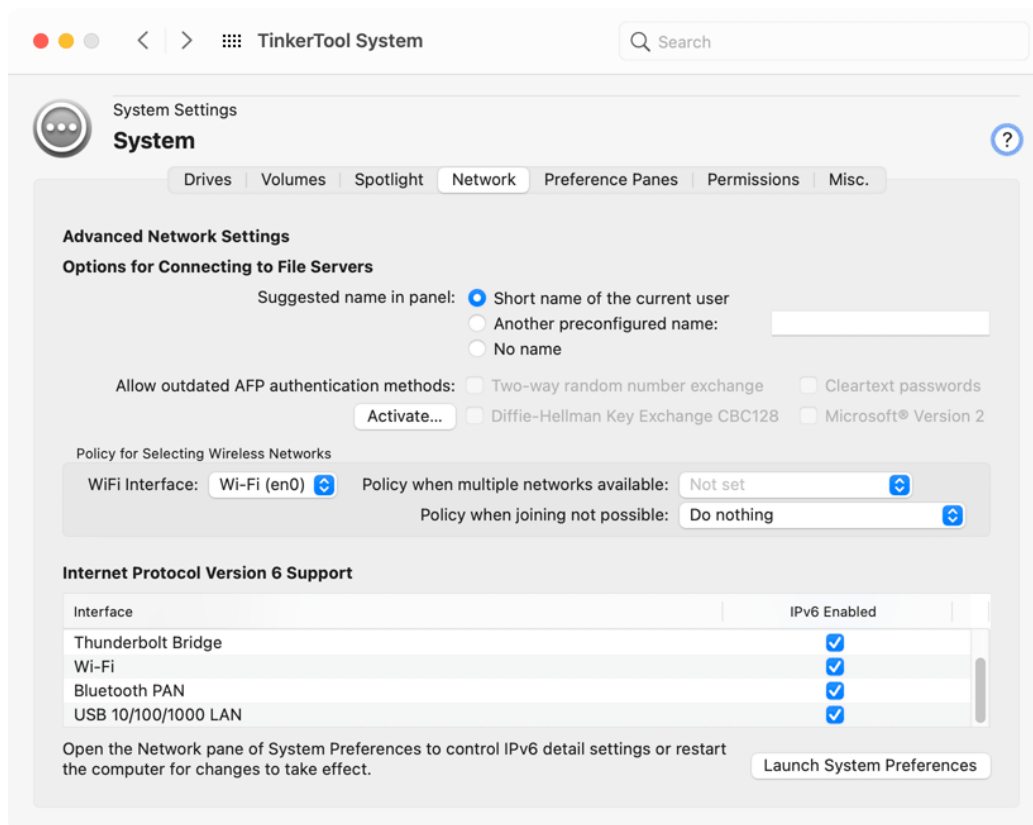 TinkerTool System
Search
System Settings
System
?
Drives Volumes Spotlight Network Preference Panes Permissions Misc.
Advanced Network Settings
Options for Connecting to File Servers
Suggested name in panel: Short name of the current user
Another preconfigured name:
No name
Allow outdated AFP authentication methods: Two-way random number exchange Cleartext passwords
Activate... Diffie-Hellman Key Exchange CBC128 Microsoft® Version 2
Policy for Selecting Wireless Networks
WiFi Interface: Wi-Fi (en0) Policy when multiple networks available: Not set
Policy when joining not possible: Do nothing
Internet Protocol Version 6 Support
Interface IPv6 Enabled
Thunderbolt Bridge
Wi-Fi
Bluetooth PAN
USB 10/100/1000 LAN
Open the Network pane of System Preferences to control IPv6 detail settings or restart
the computer for changes to take effect.
Launch System Preferences